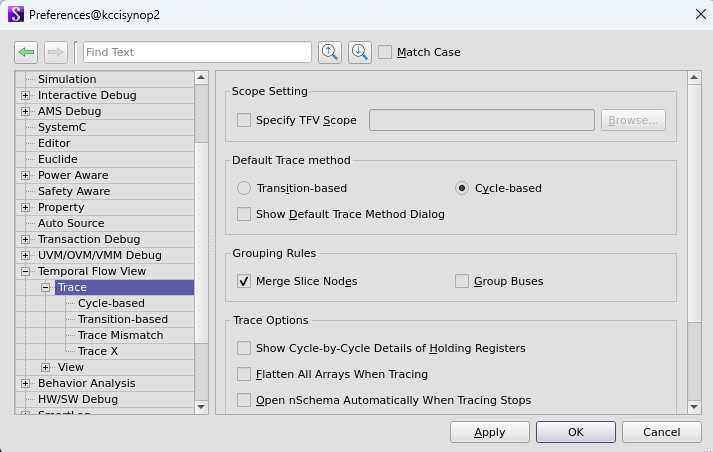 Preferences@kccisynop2
Find Text
Match Case
Simulation
Interactive Debug
AMS Debug
SystemC
Editor
Euclide
Power Aware
Safety Aware
Property
Auto Source
Transaction Debug
UVM/OVM/VMM Debug
Temporal Flow View
Trace
Cycle-based
Transition-based
Trace Mismatch
Trace X
View
Behavior Analysis
HW/SW Debug
Scope Setting
Specify TFV Scope
Browse...
Default Trace method
Transition-based
Cycle-based
Show Default Trace Method Dialog
Grouping Rules
Merge Slice Nodes
Group Buses
Trace Options
Show Cycle-by-Cycle Details of Holding Registers
Flatten All Arrays When Tracing
Open nSchema Automatically When Tracing Stops
Apply
OK
Cancel